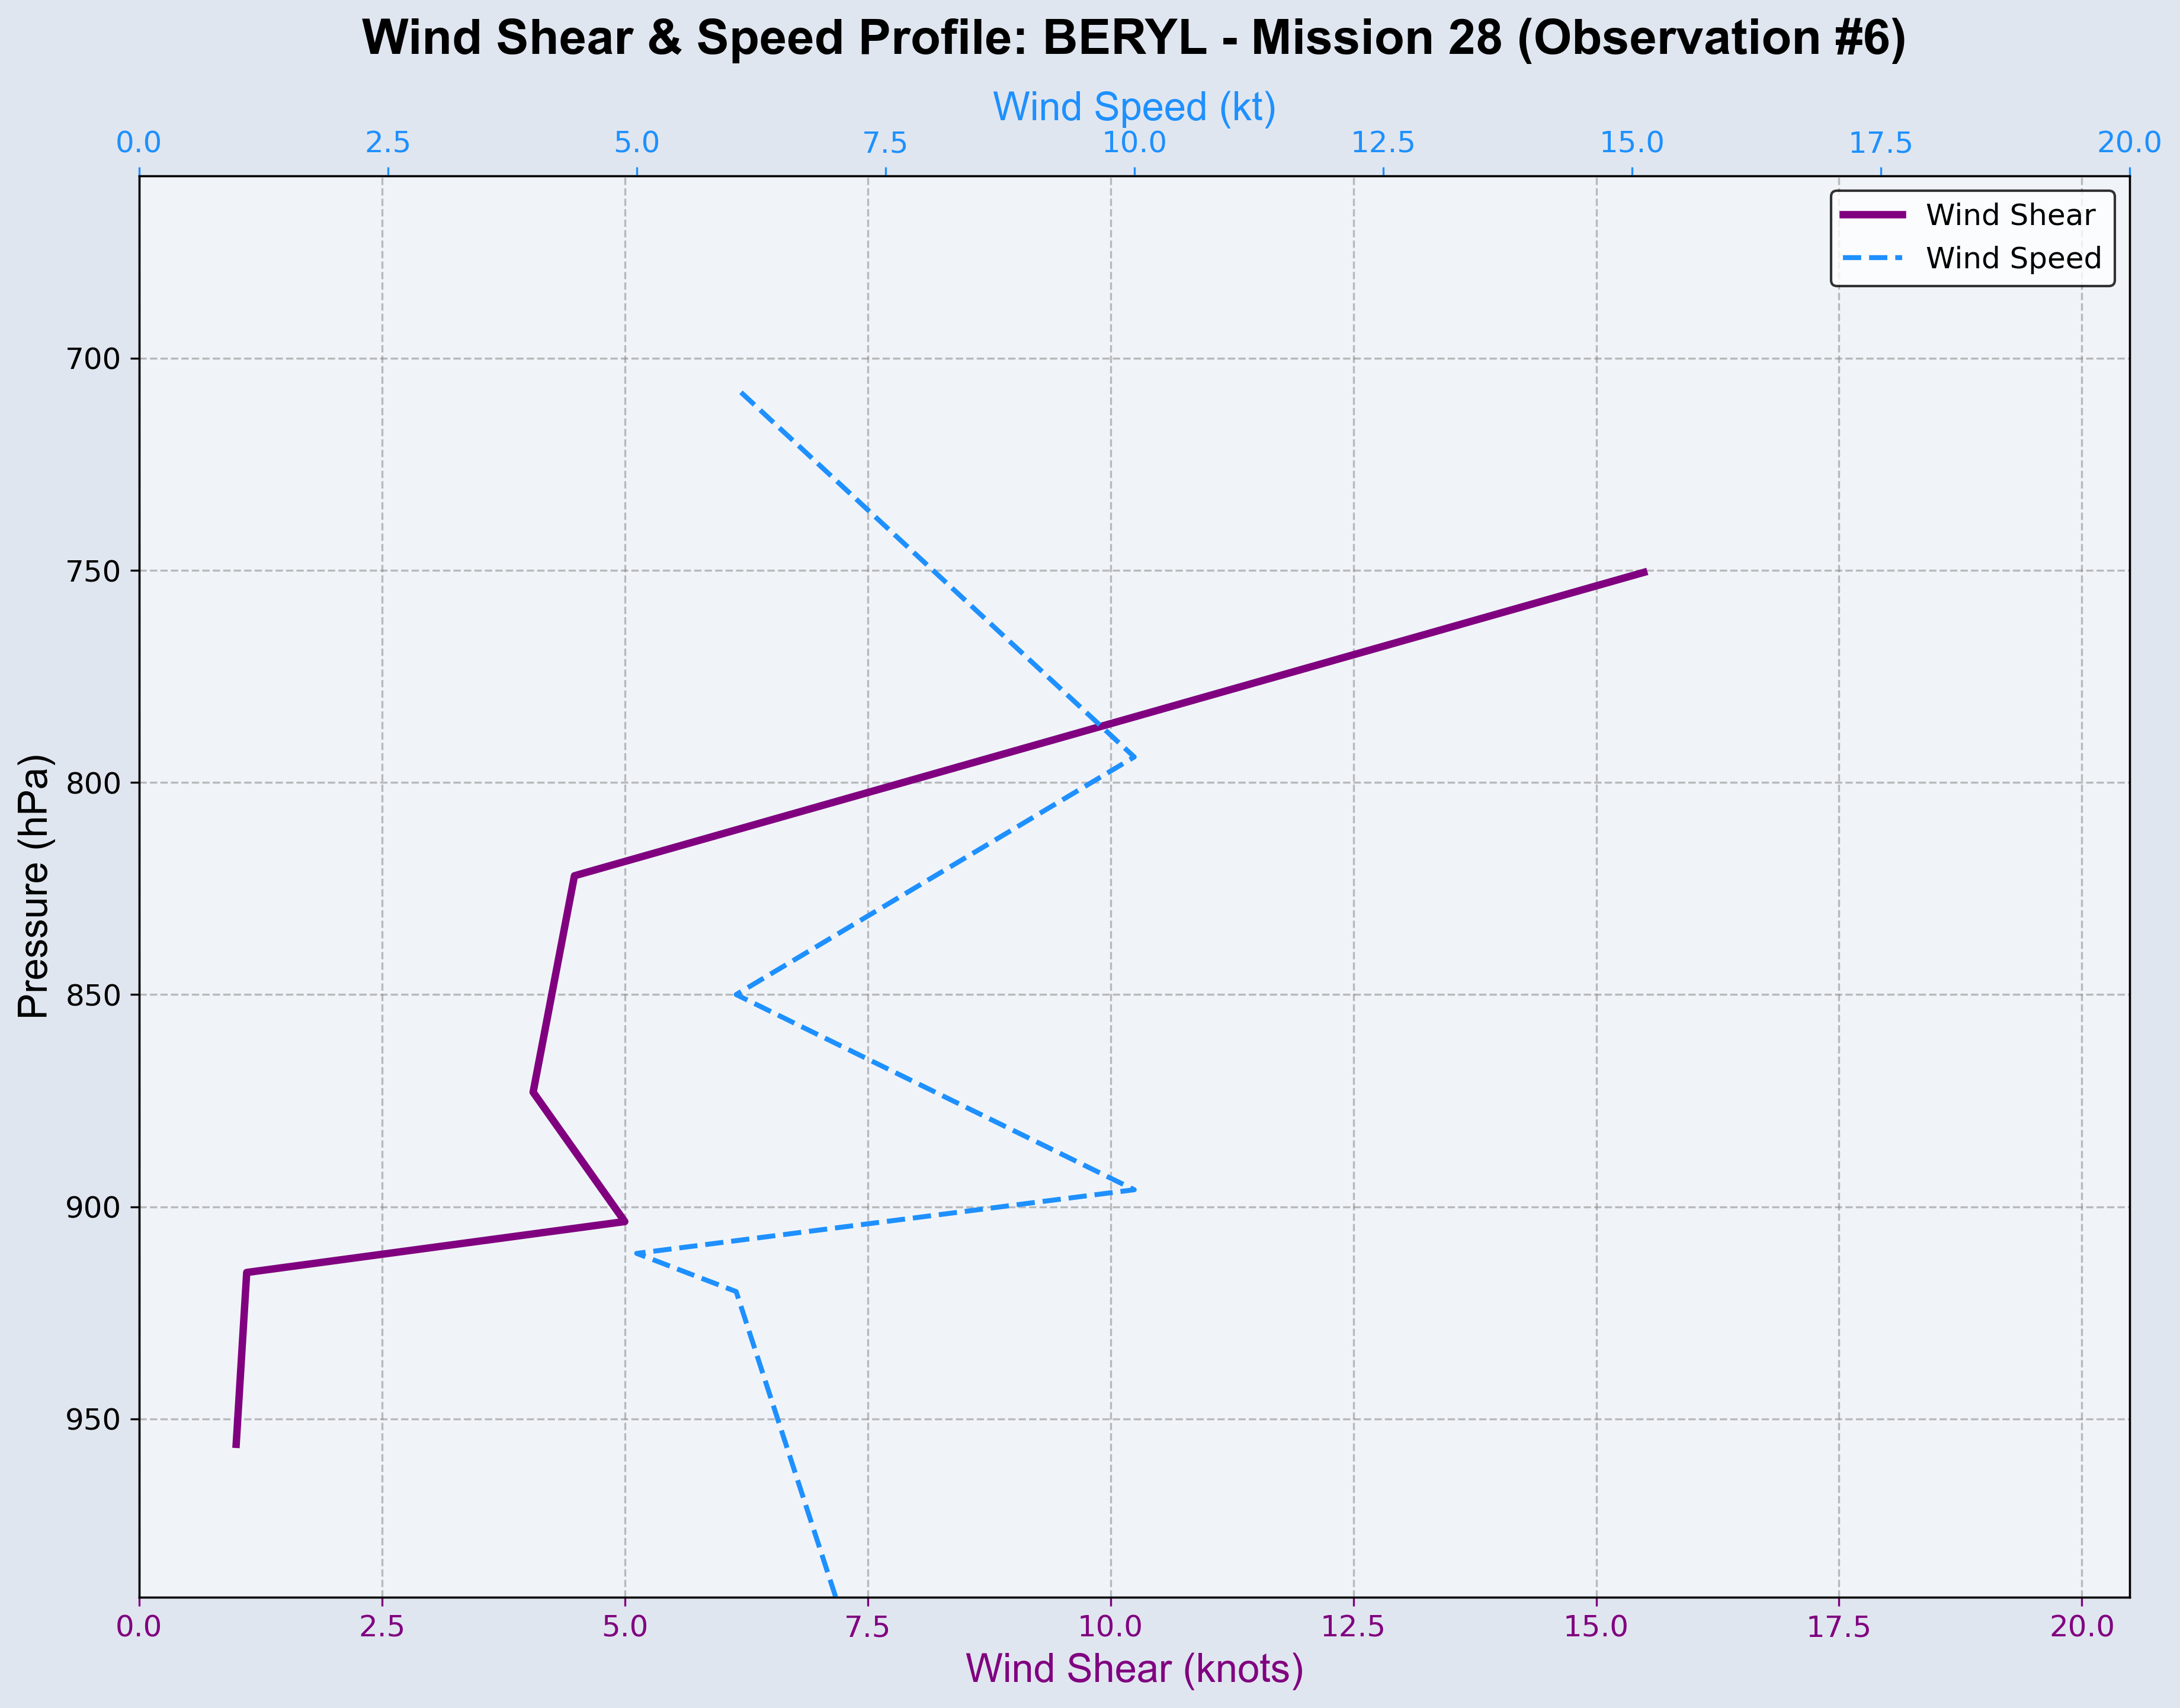 Wind Shear & Speed Profile: BERYL - Mission 28 (Observation #6)
Wind Speed (kt)
0.0 2.5 5.0 7.5 10.0 12.5 15.0 17.5 20.0
Wind Shear
Wind Speed
700
750
800
850
900
950
Pressure (hPa)
0.0 2.5 5.0 7.5 10.0 12.5 15.0 17.5 20.0
Wind Shear (knots)